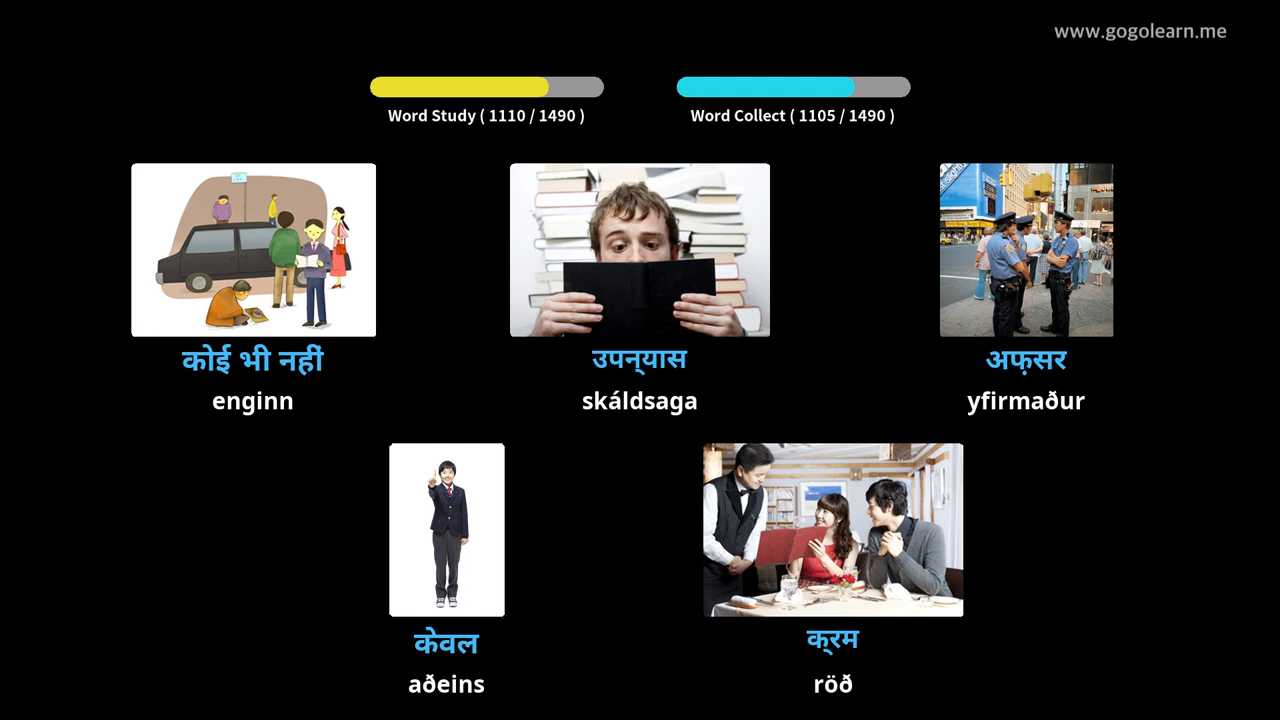 www.gogolearn.me
Word Study ( 1110 / 1490 )
Word Collect ( 1105 / 1490 )
कोई भी नहीं
उपन्यास
अफ़सर
enginn
skáldsaga
yfirmaður
केवल
क्रम
aðeins
röð